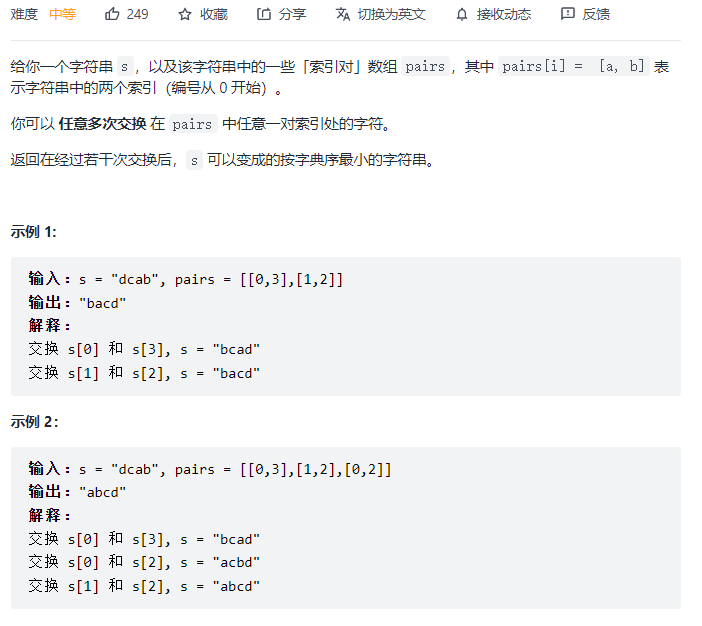 难度 中等 249 收藏 分享 切换为英文 接收动态 反馈
给你一个字符串 s，以及该字符串中的一些「索引对」数组 pairs，其中 pairs[i] = [a, b] 表
示字符串中的两个索引（编号从 0 开始）。
你可以 任意多次交换 在 pairs 中任意一对索引处的字符。
返回在经过若干次交换后，s 可以变成的按字典序最小的字符串。
示例 1:
输入：s = "dcab", pairs = [[0,3],[1,2]]
输出："bacd"
解释：
交换 s[0] 和 s[3], s = "bcad"
交换 s[1] 和 s[2], s = "bacd"
示例 2：
输入：s = "dcab", pairs = [[0,3],[1,2],[0,2]]
输出："abcd"
解释：
交换 s[0] 和 s[3], s = "bcad"
交换 s[0] 和 s[2], s = "acbd"
交换 s[1] 和 s[2], s = "abcd"